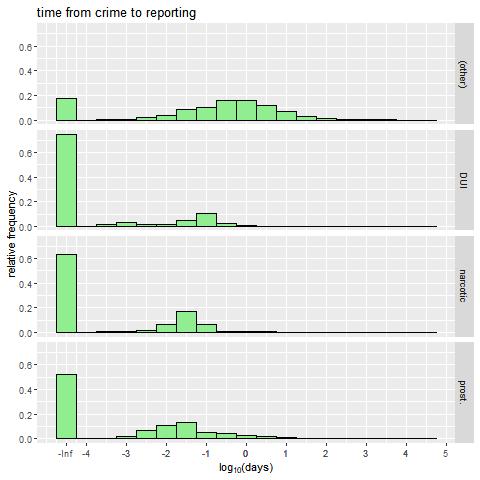 time from crime to reporting
relative frequency
0.6
0.4
0.2
0.0
(other)
0.6
0.4
0.2
0.0
DUI
0.6
0.4
0.2
0.0
narcotic
0.6
0.4
0.2
0.0
prost.
-Inf -4 -3 -2 -1 0 1 2 3 4 5
log10(days)